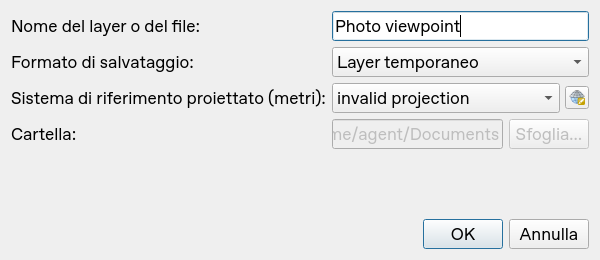 Nome del layer o del file: Photo viewpoint
Formato di salvataggio: Layer temporaneo
Sistema di riferimento proiettato (metri): invalid projection
Cartella: me/agent/Documents Sfoglia...
OK Annulla